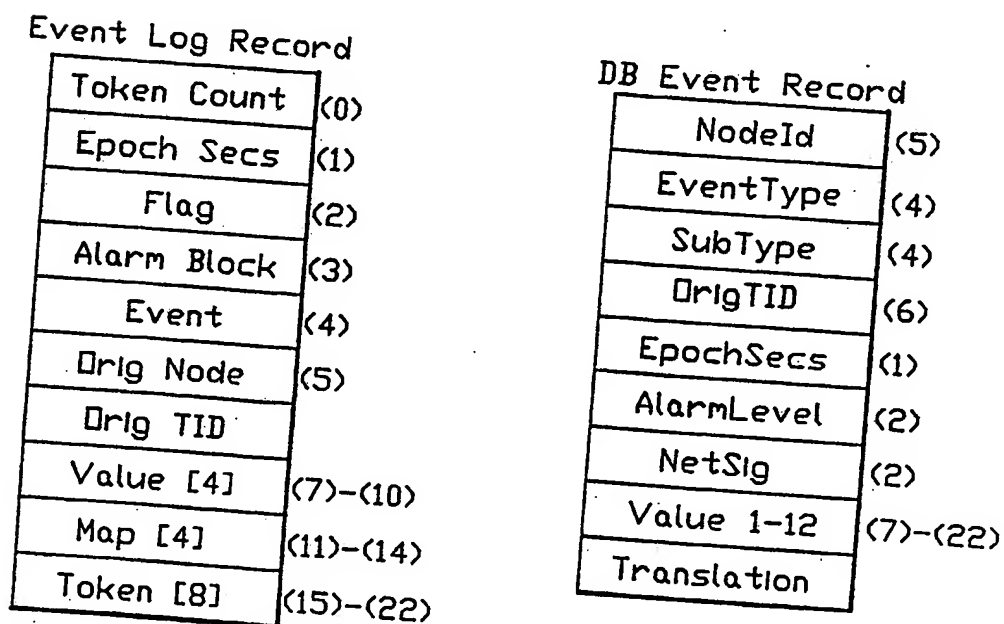 Event Log Record
Token Count (0)
Epoch Secs (1)
Flag (2)
Alarm Block (3)
Event (4)
Orig Node (5)
Orig TID
Value [4] (7)-(10)
Map [4] (11)-(14)
Token [8] (15)-(22)
DB Event Record
NodeId (5)
EventType (4)
SubType (4)
OrigTID (6)
EpochSecs (1)
AlarmLevel (2)
NetSig (2)
Value 1-12 (7)-(22)
Translation